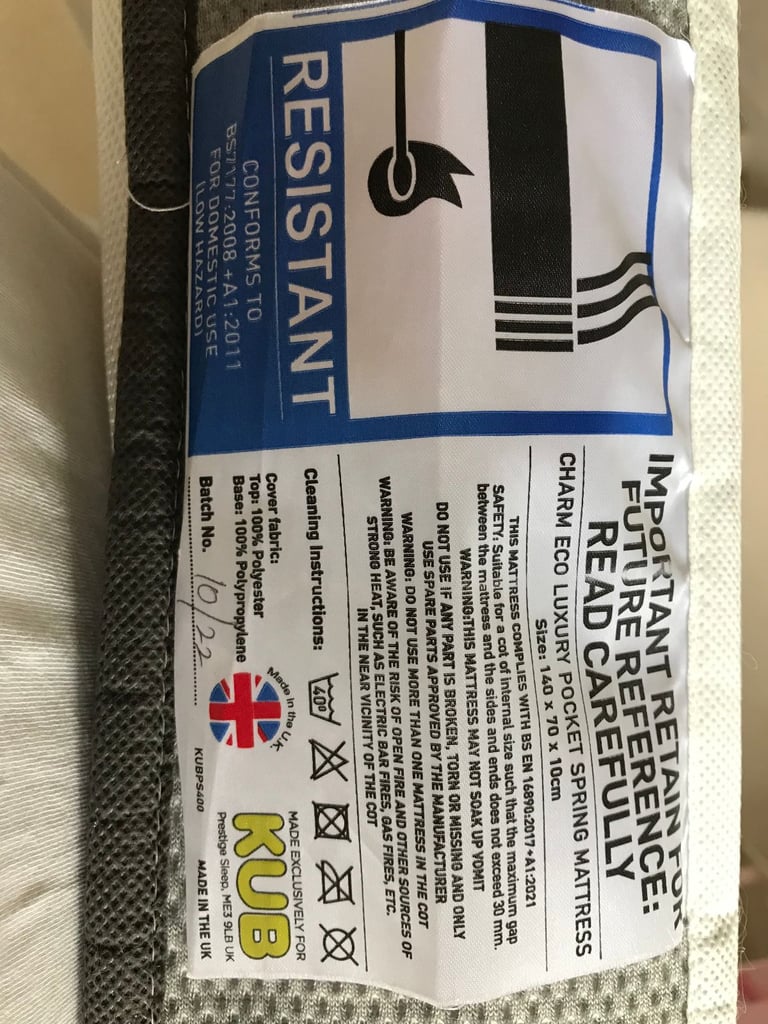 RESISTANT
CONFORMS TO
BS7177:2008 +A1:2011
FOR DOMESTIC USE
(LOW HAZARD)
IMPORTANT RETAIN FOR
FUTURE REFERENCE:
READ CAREFULLY
CHARM ECO LUXURY POCKET SPRING MATTRESS
Size: 140 x 70 x 10cm
THIS MATTRESS COMPLIES WITH BS EN 16890:2017+A1:2021
SAFETY: Suitable for a cot of internal size such that the maximum gap
between the mattress and the sides and ends does not exceed 30 mm.
WARNING:THIS MATTRESS MAY NOT SOAK UP VOMIT
DO NOT USE IF ANY PART IS BROKEN, TORN OR MISSING AND ONLY
USE SPARE PARTS APPROVED BY THE MANUFACTURER
WARNING: DO NOT USE MORE THAN ONE MATTRESS IN THE COT
WARNING: BE AWARE OF THE RISK OF OPEN FIRE AND OTHER SOURCES OF
STRONG HEAT, SUCH AS ELECTRIC BAR FIRES, GAS FIRES, ETC.
IN THE NEAR VICINITY OF THE COT
Cleaning Instructions:
40°
Cover fabric:
Top: 100% Polyester
Base: 100% Polypropylene
Batch No. 10/22
Made in the U.K.
MADE EXCLUSIVELY FOR
KUB
Prestige Sleep, ME3 9LB UK
KUBPS400
MADE IN THE UK